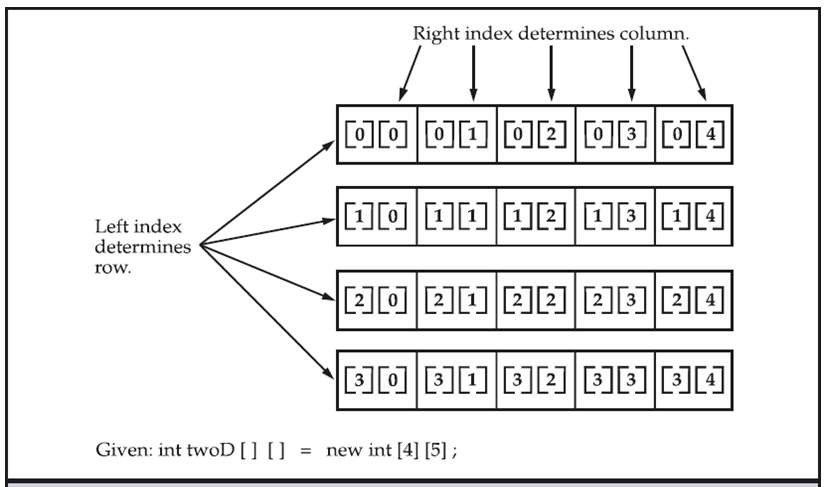 Right index determines column.
[0][0] [0][1] [0][2] [0][3] [0][4]
[1][0] [1][1] [1][2] [1][3] [1][4]
Left index
determines
row.
[2][0] [2][1] [2][2] [2][3] [2][4]
[3][0] [3][1] [3][2] [3][3] [3][4]
Given: int twoD [ ] [ ] = new int [4] [5] ;